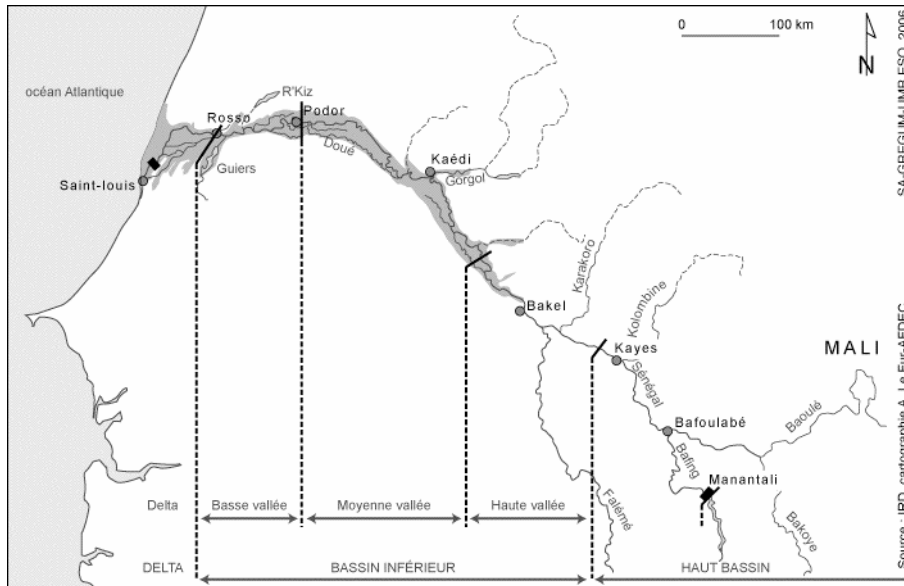 0 100 km
N
océan Atlantique
R'Kiz
Rosso
Podor
Doué
Guiers
Saint-louis
Kaédi
Gorgol
Karakoro
Bakel
Kolombine
Kayes
MALI
Sénégal
Bafoulabé
Baoulé
Bafing
Manantali
Falémé
Bakoye
Delta Basse vallée Moyenne vallée Haute vallée
DELTA BASSIN INFÉRIEUR HAUT BASSIN
Source : IRD, cartographie A. Le Fur-AFDEC
SA-GREGUM-UMR ESO, 2006